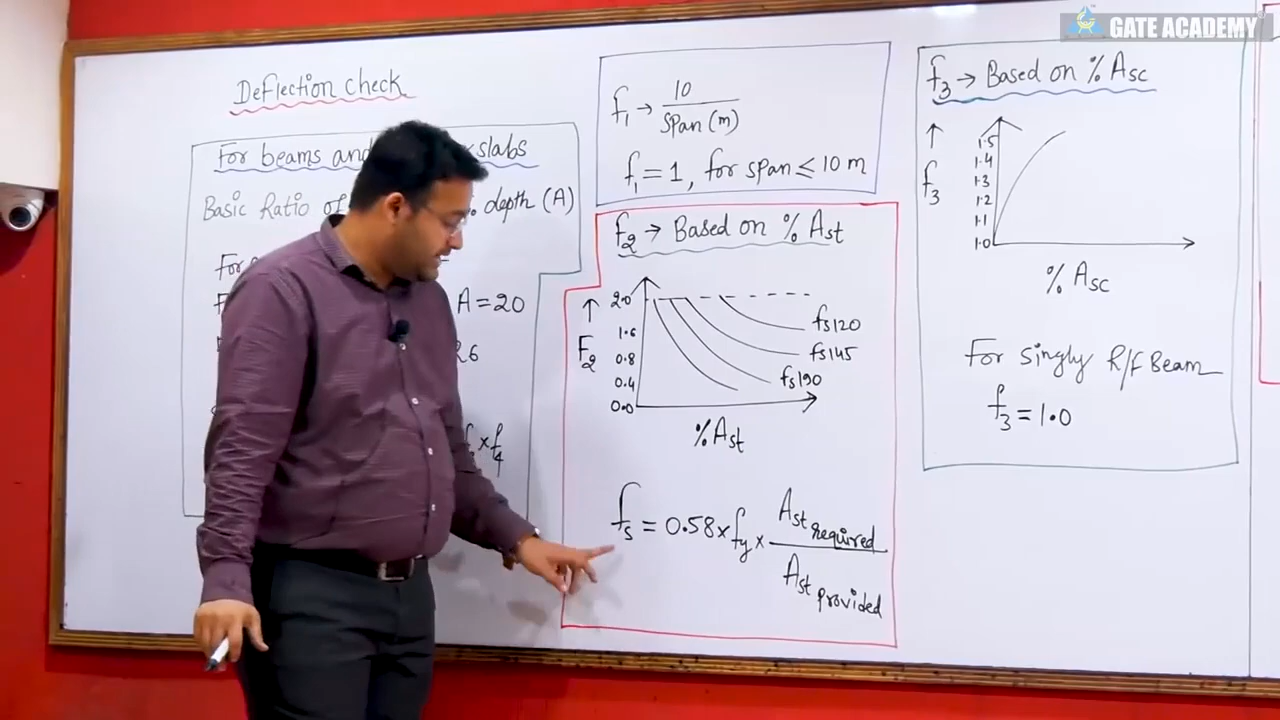 GATE ACADEMY
Deflection Check
For beams and slabs
Basic Ratio of depth (A)
For
A = 20
26
× f₄
f₁ → 10 / Span (m)
f₁ = 1, for span ≤ 10 m
f₂ → Based on % Ast
↑
F₂
2.0
1.6
0.8
0.4
0.0
fs120
fs145
fs190
% Ast
fs = 0.58 × fy × Ast required / Ast provided
f₃ → Based on % Asc
↑
f₃
1.5
1.4
1.3
1.2
1.1
1.0
% Asc
For singly R/F Beam
f₃ = 1.0